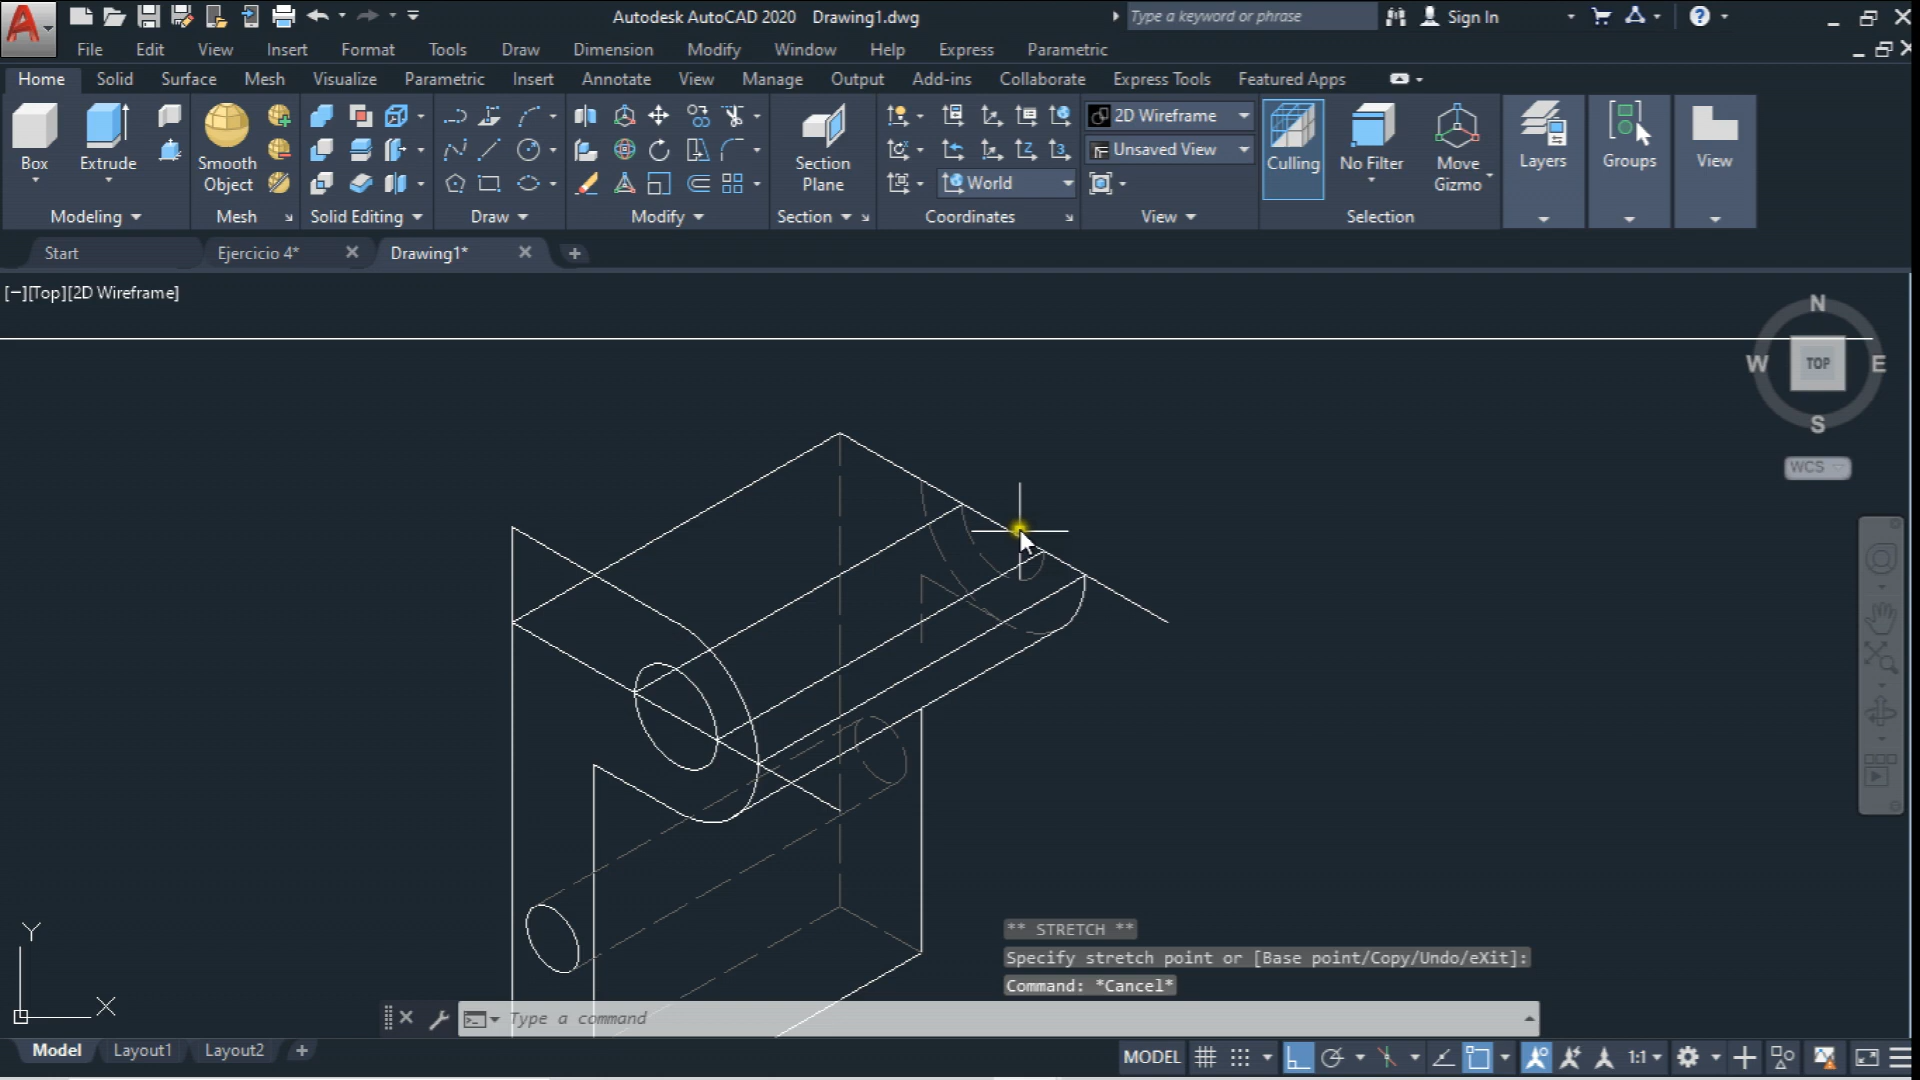 Autodesk AutoCAD 2020 Drawing1.dwg Type a keyword or phrase Sign In
File Edit View Insert Format Tools Draw Dimension Modify Window Help Express Parametric
Home Solid Surface Mesh Visualize Parametric Insert Annotate View Manage Output Add-ins Collaborate Express Tools Featured Apps
2D Wireframe
Unsaved View
World
Box Extrude Smooth Object Section Plane Culling No Filter Move Gizmo Layers Groups View
Modeling Mesh Solid Editing Draw Modify Section Coordinates View Selection
Start Ejercicio 4* Drawing1*
[−][Top][2D Wireframe]
N
W TOP E
S
WCS
Y
X
** STRETCH **
Specify stretch point or [Base point/Copy/Undo/eXit]:
Command: *Cancel*
Type a command
Model Layout1 Layout2 MODEL 1:1